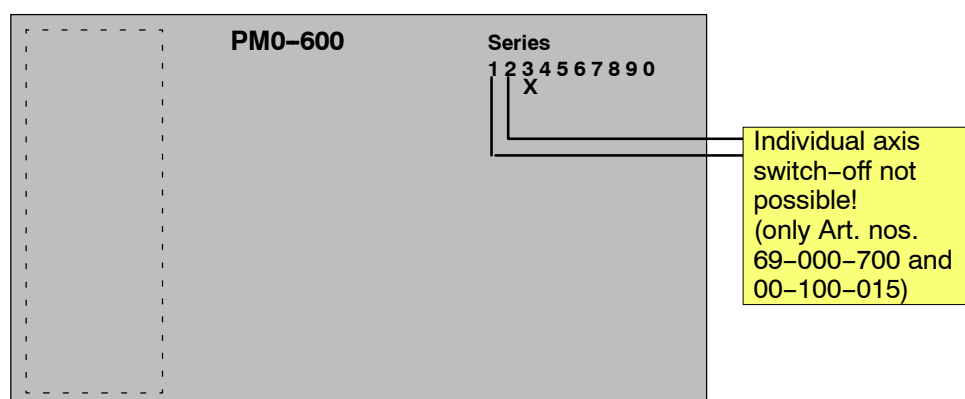 PM0–600
Series
1 2 3 4 5 6 7 8 9 0
X
Individual axis
switch–off not
possible!
(only Art. nos.
69–000–700 and
00–100–015)